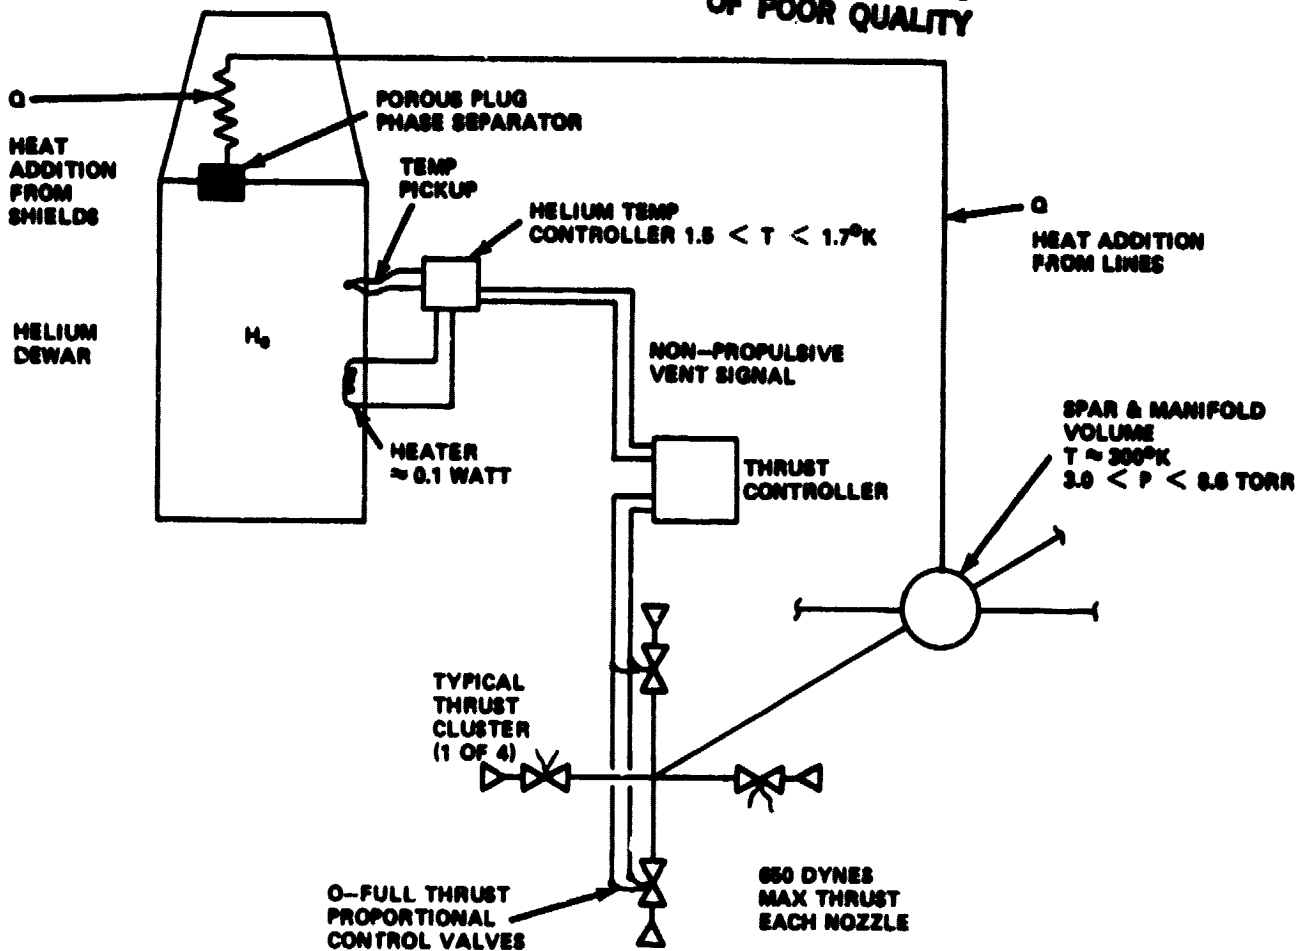 OF POOR QUALITY
Q
HEAT
ADDITION
FROM
SHIELDS
POROUS PLUG
PHASE SEPARATOR
TEMP
PICKUP
HELIUM TEMP
CONTROLLER 1.5 < T < 1.7°K
Q
HEAT ADDITION
FROM LINES
HELIUM
DEWAR
He
NON-PROPULSIVE
VENT SIGNAL
HEATER
≈ 0.1 WATT
THRUST
CONTROLLER
SPAR & MANIFOLD
VOLUME
T ≈ 300°K
3.0 < P < TORR
TYPICAL
THRUST
CLUSTER
(1 OF 4)
O-FULL THRUST
PROPORTIONAL
CONTROL VALVES
650 DYNES
MAX THRUST
EACH NOZZLE